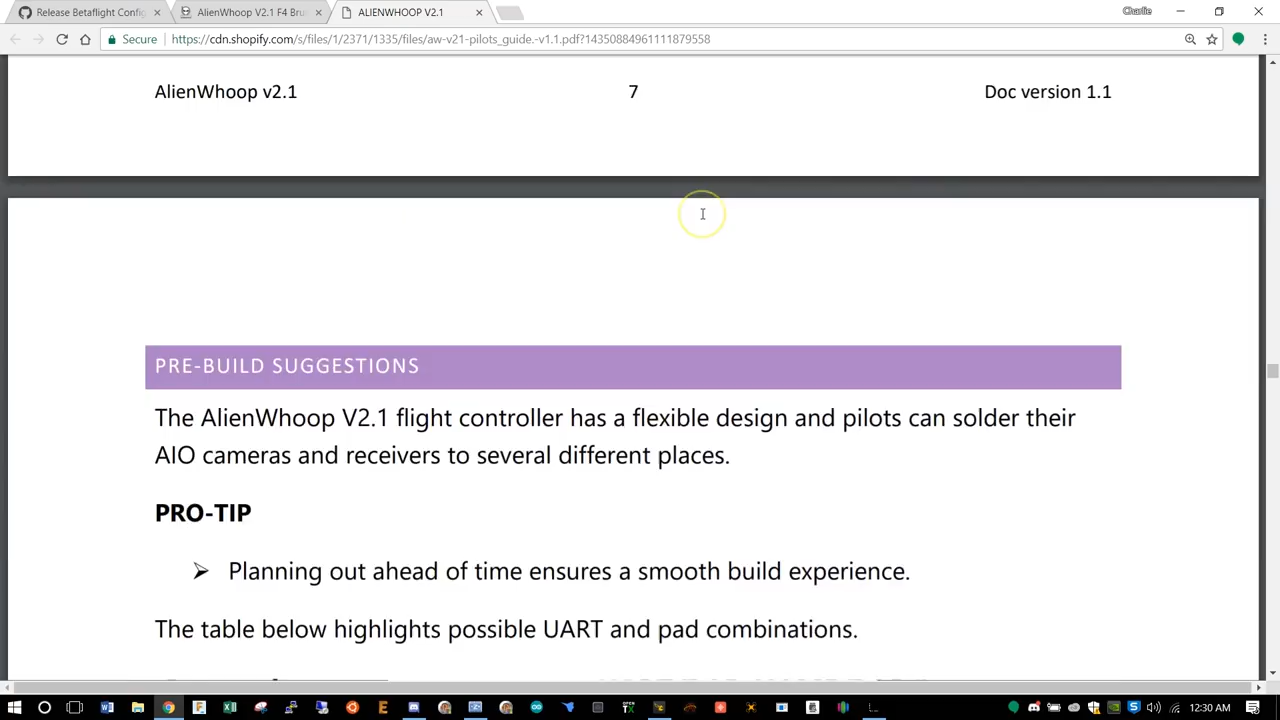 Release Betaflight Config
AlienWhoop V2.1 F4 Bru
ALIENWHOOP V2.1
Charlie
Secure
https://cdn.shopify.com/s/files/1/2371/1335/files/aw-v21-pilots_guide.-v1.1.pdf?14350884961111879558
AlienWhoop v2.1 7 Doc version 1.1
PRE-BUILD SUGGESTIONS
The AlienWhoop V2.1 flight controller has a flexible design and pilots can solder their
AIO cameras and receivers to several different places.
PRO-TIP
Planning out ahead of time ensures a smooth build experience.
The table below highlights possible UART and pad combinations.
12:30 AM